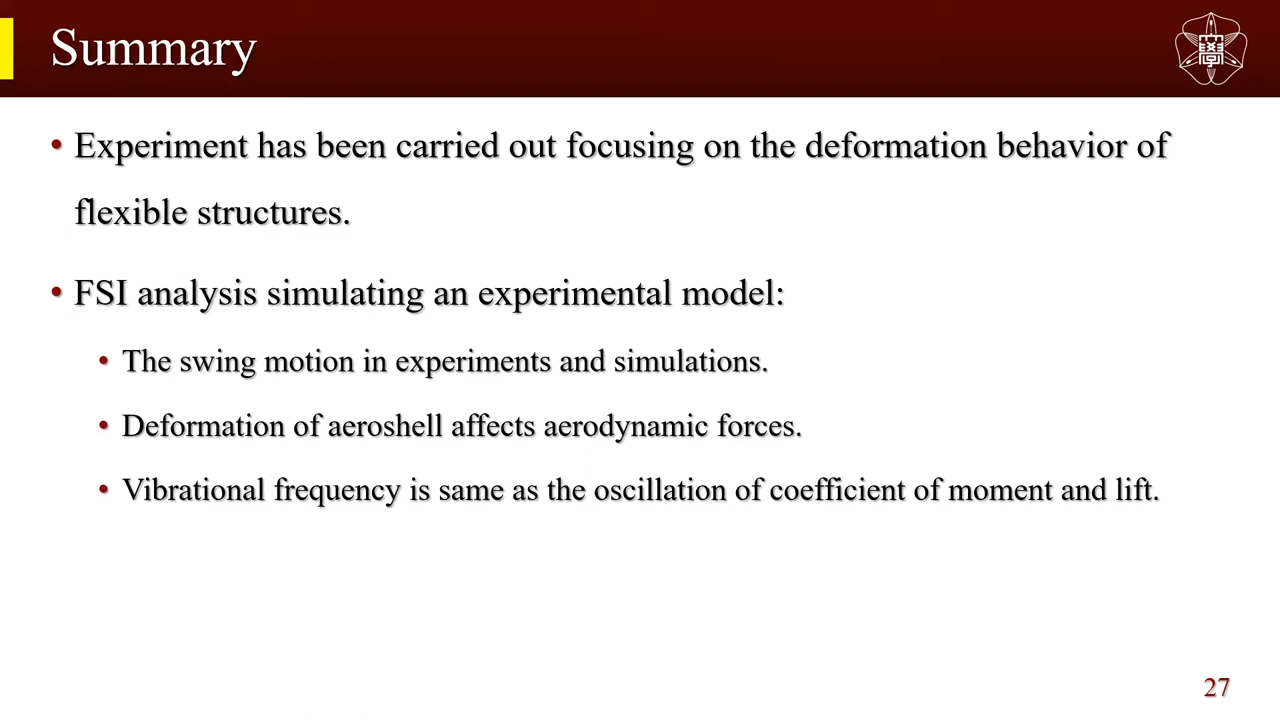 Summary
• Experiment has been carried out focusing on the deformation behavior of
flexible structures.
• FSI analysis simulating an experimental model:
• The swing motion in experiments and simulations.
• Deformation of aeroshell affects aerodynamic forces.
• Vibrational frequency is same as the oscillation of coefficient of moment and lift.
27